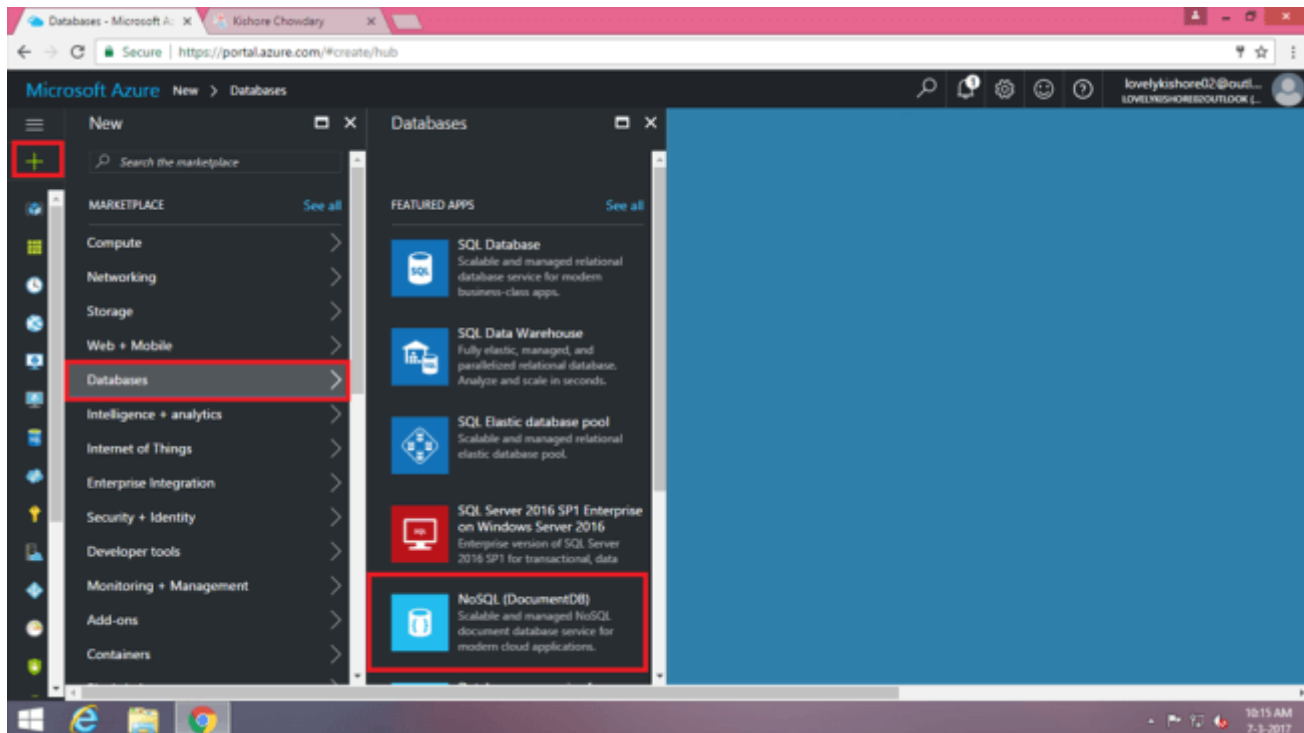 Databases - Microsoft A:
Kishore Chowdary
Secure | https://portal.azure.com/#create/hub
Microsoft Azure New > Databases
lovelykishore02@outl...
LOVELYKISHORE02OUTLOOK (...
New
Databases
Search the marketplace
MARKETPLACE
See all
Compute
Networking
Storage
Web + Mobile
Databases
Intelligence + analytics
Internet of Things
Enterprise Integration
Security + Identity
Developer tools
Monitoring + Management
Add-ons
Containers
FEATURED APPS
See all
SQL
SQL Database
Scalable and managed relational
database service for modern
business-class apps.
SQL Data Warehouse
Fully elastic, managed, and
parallelized relational database.
Analyze and scale in seconds.
SQL Elastic database pool
Scalable and managed relational
elastic database pool.
SQL Server 2016 SP1 Enterprise
on Windows Server 2016
Enterprise version of SQL Server
2016 SP1 for transactional, data
NoSQL (DocumentDB)
Scalable and managed NoSQL
document database service for
modern cloud applications.
10:15 AM
7-3-2017